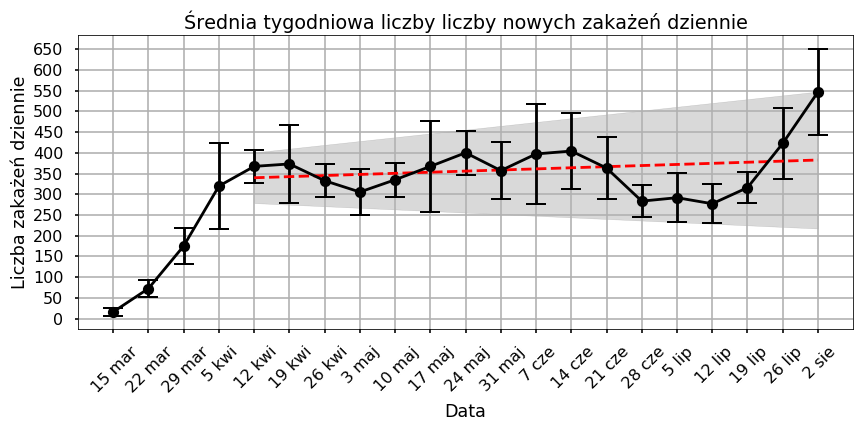 Średnia tygodniowa liczby liczby nowych zakażeń dziennie
Liczba zakażeń dziennie
650
600
550
500
450
400
350
300
250
200
150
100
50
0
15 mar
22 mar
29 mar
5 kwi
12 kwi
19 kwi
26 kwi
3 maj
10 maj
17 maj
24 maj
31 maj
7 cze
14 cze
21 cze
28 cze
5 lip
12 lip
19 lip
26 lip
2 sie
Data